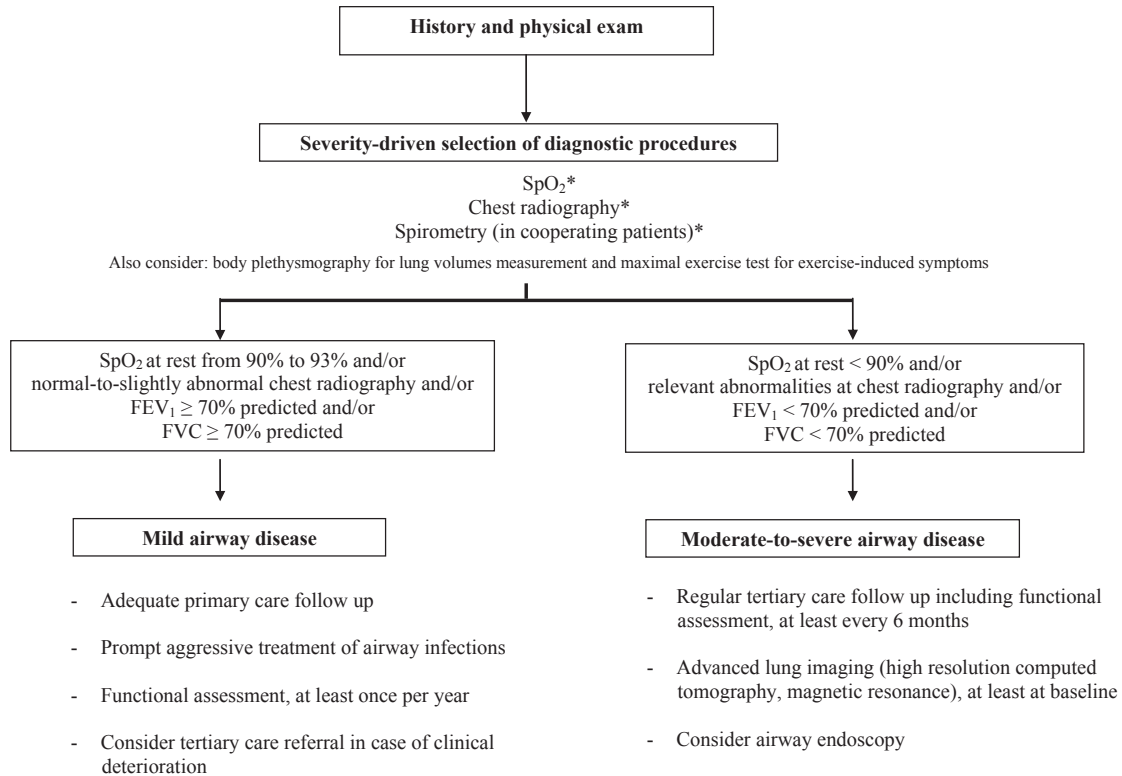 History and physical exam
Severity-driven selection of diagnostic procedures
SpO₂*
Chest radiography*
Spirometry (in cooperating patients)*
Also consider: body plethysmography for lung volumes measurement and maximal exercise test for exercise-induced symptoms
SpO₂ at rest from 90% to 93% and/or
normal-to-slightly abnormal chest radiography and/or
FEV₁ ≥ 70% predicted and/or
FVC ≥ 70% predicted
Mild airway disease
- Adequate primary care follow up
- Prompt aggressive treatment of airway infections
- Functional assessment, at least once per year
- Consider tertiary care referral in case of clinical
deterioration
SpO₂ at rest < 90% and/or
relevant abnormalities at chest radiography and/or
FEV₁ < 70% predicted and/or
FVC < 70% predicted
Moderate-to-severe airway disease
- Regular tertiary care follow up including functional
assessment, at least every 6 months
- Advanced lung imaging (high resolution computed
tomography, magnetic resonance), at least at baseline
- Consider airway endoscopy